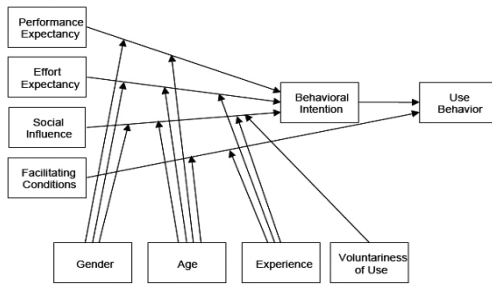 Performance
Expectancy
Effort
Expectancy
Social
Influence
Facilitating
Conditions
Behavioral
Intention
Use
Behavior
Gender
Age
Experience
Voluntariness
of Use